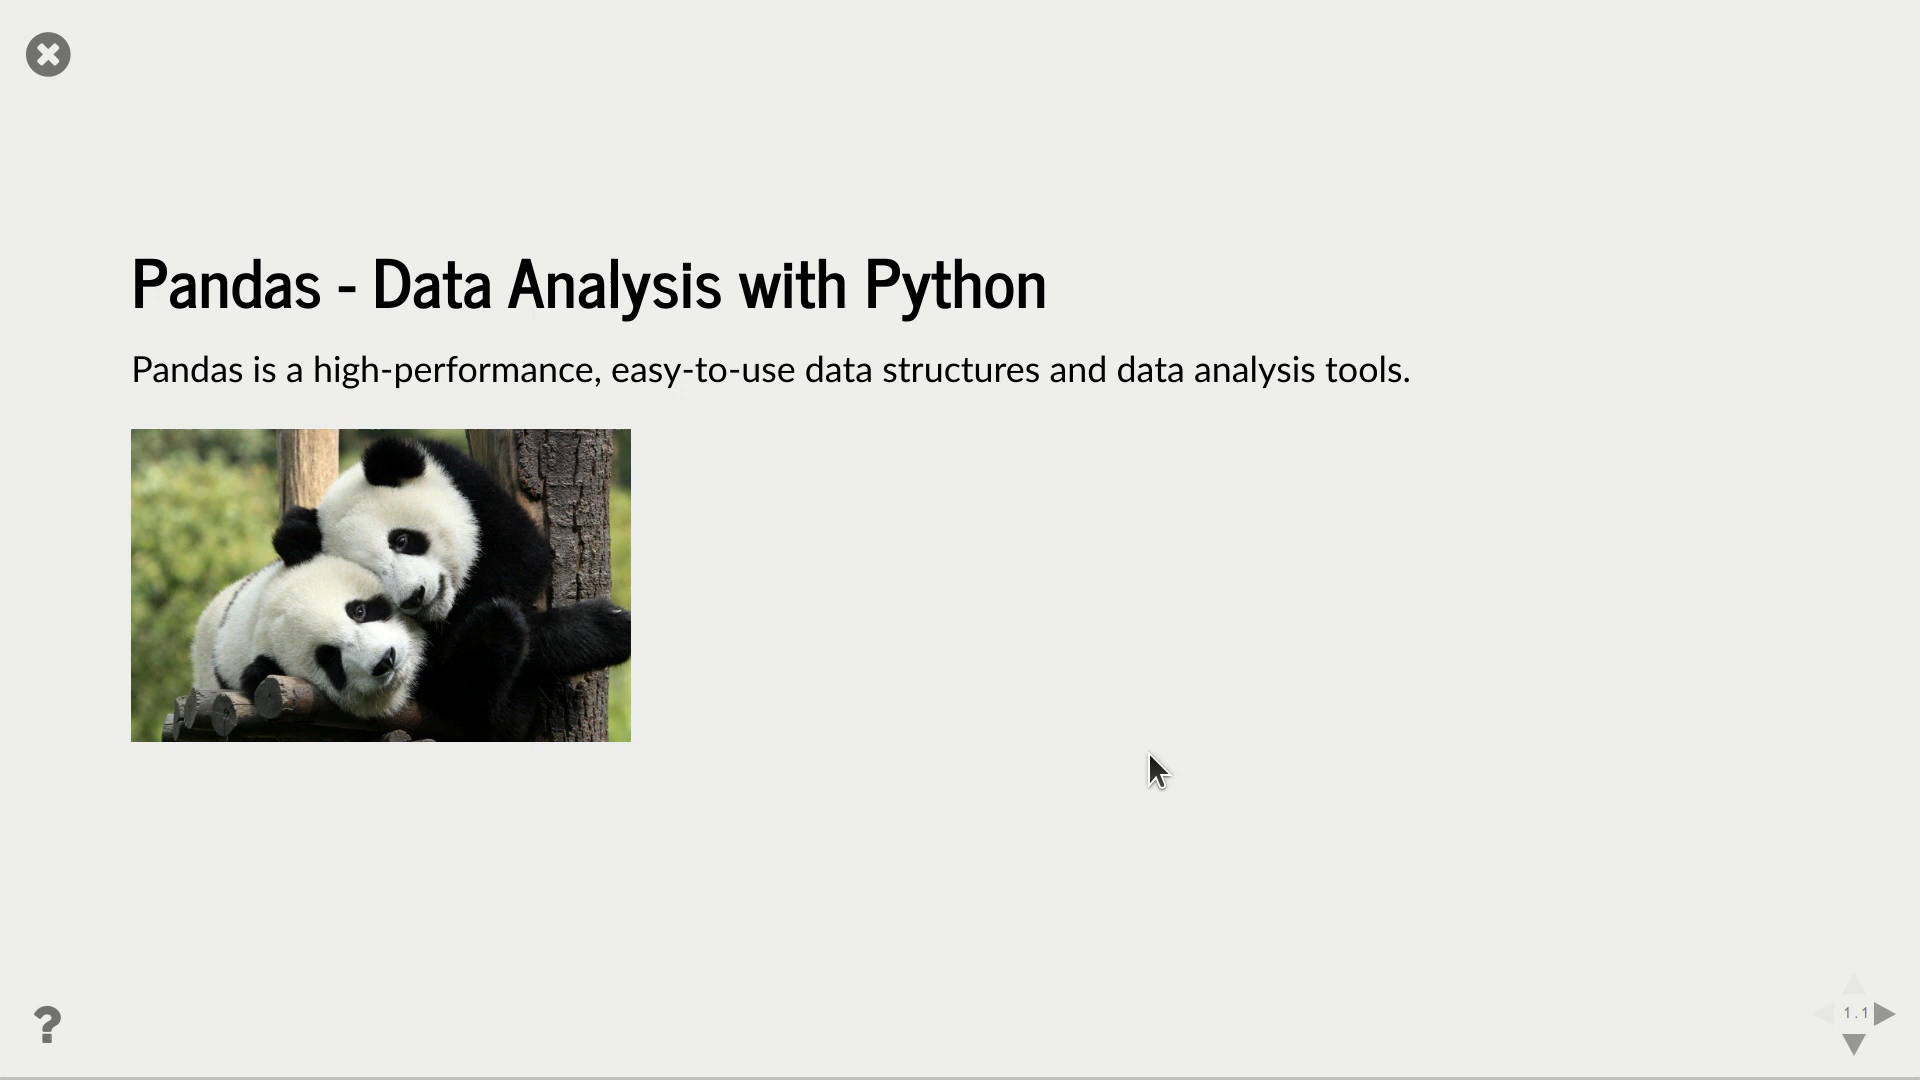 Pandas - Data Analysis with Python
Pandas is a high-performance, easy-to-use data structures and data analysis tools.
?
1.1